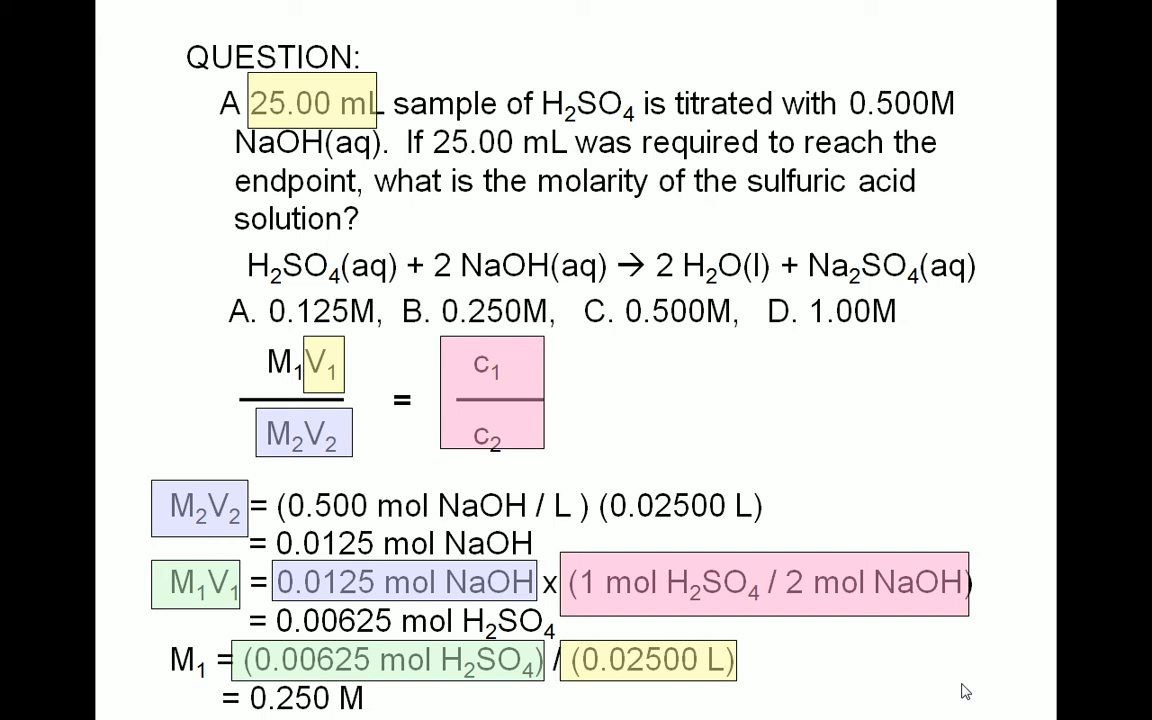 QUESTION:
A 25.00 mL sample of H₂SO₄ is titrated with 0.500M
NaOH(aq). If 25.00 mL was required to reach the
endpoint, what is the molarity of the sulfuric acid
solution?
H₂SO₄(aq) + 2 NaOH(aq) → 2 H₂O(l) + Na₂SO₄(aq)
A. 0.125M, B. 0.250M, C. 0.500M, D. 1.00M
M₁V₁
M₂V₂
=
c₁
c₂
M₂V₂ = (0.500 mol NaOH / L ) (0.02500 L)
= 0.0125 mol NaOH
M₁V₁ = 0.0125 mol NaOH x (1 mol H₂SO₄ / 2 mol NaOH)
= 0.00625 mol H₂SO₄
M₁ = (0.00625 mol H₂SO₄) / (0.02500 L)
= 0.250 M